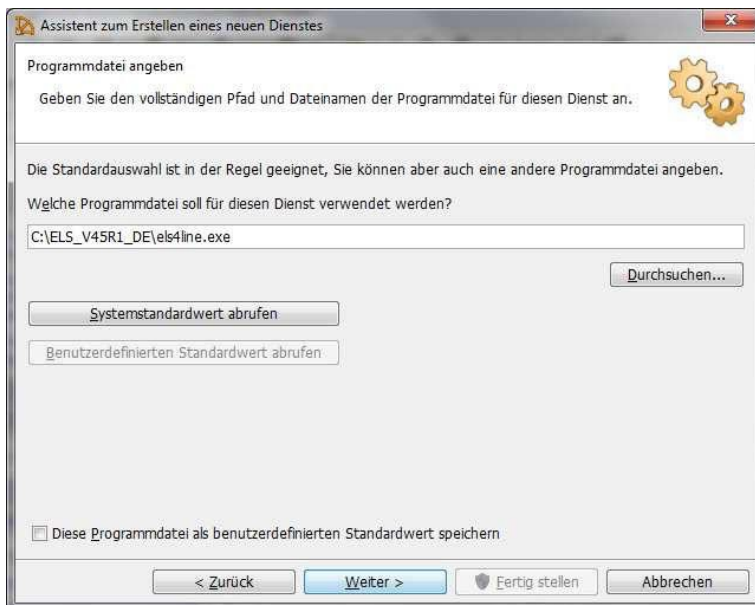 Assistent zum Erstellen eines neuen Dienstes
Programmdatei angeben
Geben Sie den vollständigen Pfad und Dateinamen der Programmdatei für diesen Dienst an.
Die Standardauswahl ist in der Regel geeignet, Sie können aber auch eine andere Programmdatei angeben.
Welche Programmdatei soll für diesen Dienst verwendet werden?
C:\ELS_V45R1_DE\els4line.exe
Durchsuchen...
Systemstandardwert abrufen
Benutzerdefinierten Standardwert abrufen
Diese Programmdatei als benutzerdefinierten Standardwert speichern
< Zurück Weiter > Fertig stellen Abbrechen